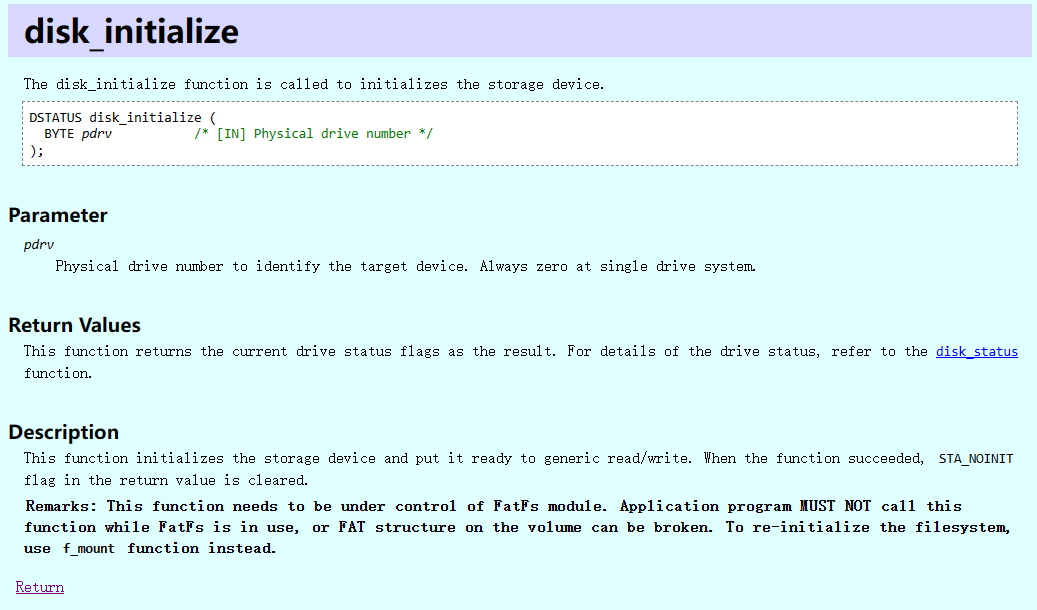 disk_initialize
The disk_initialize function is called to initializes the storage device.
DSTATUS disk_initialize (
  BYTE pdrv           /* [IN] Physical drive number */
);
Parameter
pdrv
Physical drive number to identify the target device. Always zero at single drive system.
Return Values
This function returns the current drive status flags as the result. For details of the drive status, refer to the disk_status
function.
Description
This function initializes the storage device and put it ready to generic read/write. When the function succeeded, STA_NOINIT
flag in the return value is cleared.
Remarks: This function needs to be under control of FatFs module. Application program MUST NOT call this
function while FatFs is in use, or FAT structure on the volume can be broken. To re-initialize the filesystem,
use f_mount function instead.
Return